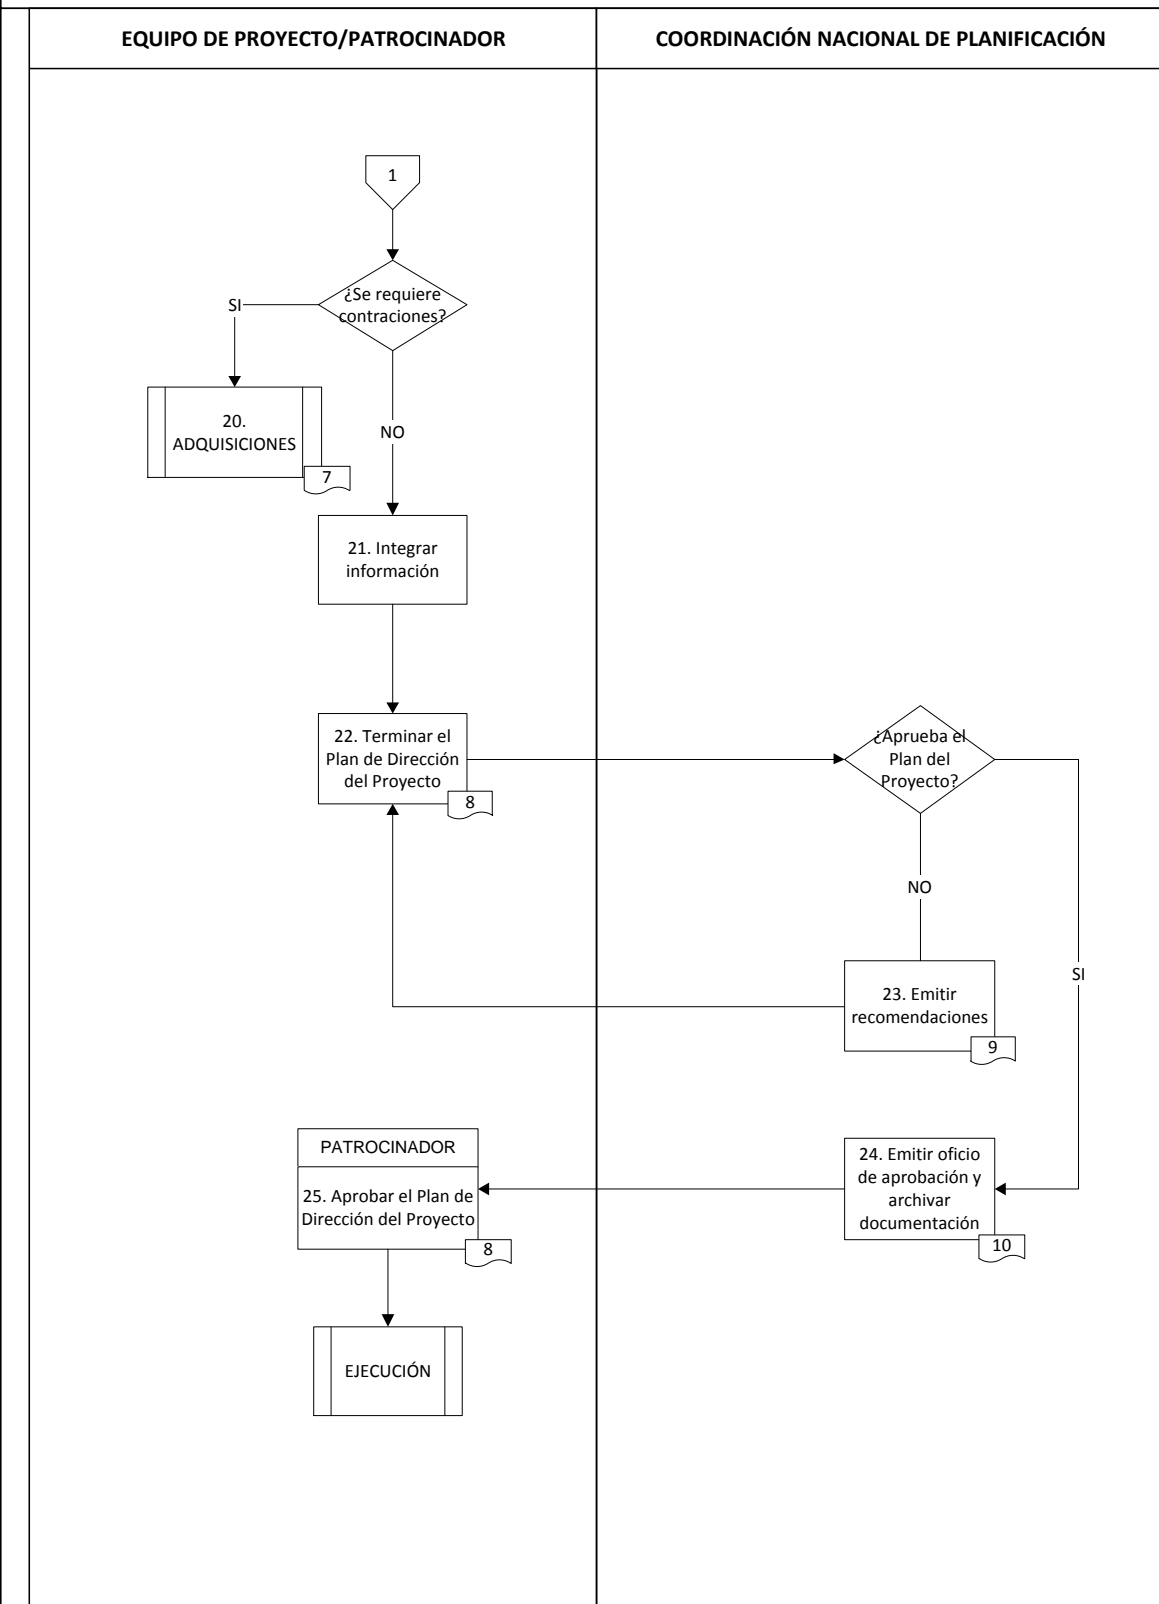 EQUIPO DE PROYECTO/PATROCINADOR
COORDINACIÓN NACIONAL DE PLANIFICACIÓN
1
¿Se requiere
contraciones?
SI
NO
20.
ADQUISICIONES
7
21. Integrar
información
22. Terminar el
Plan de Dirección
del Proyecto
8
¿Aprueba el
Plan del
Proyecto?
NO
SI
23. Emitir
recomendaciones
9
24. Emitir oficio
de aprobación y
archivar
documentación
10
PATROCINADOR
25. Aprobar el Plan de
Dirección del Proyecto
8
EJECUCIÓN